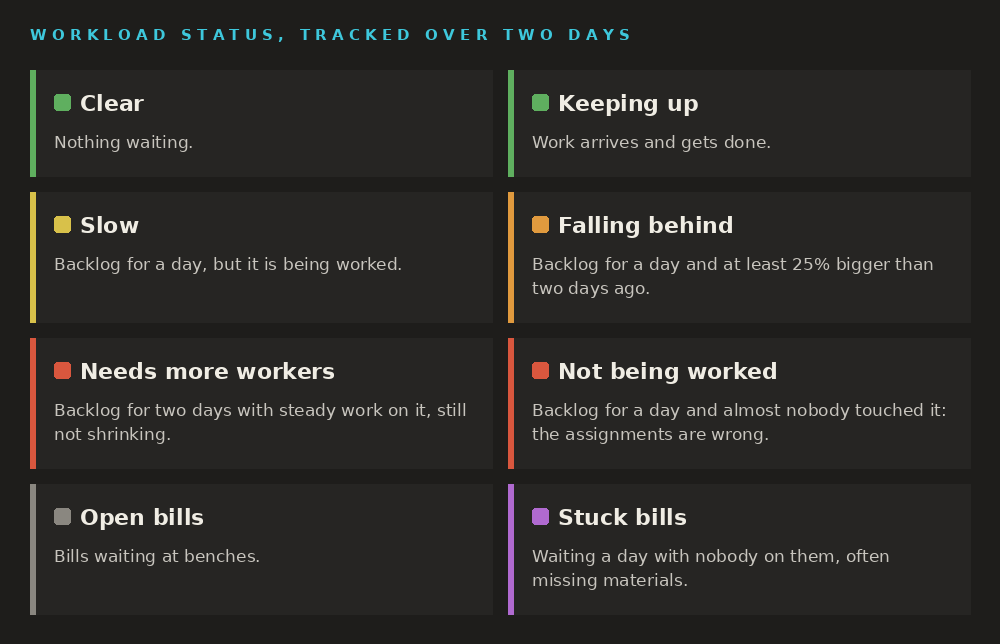 WORKLOAD STATUS, TRACKED OVER TWO DAYS
Clear
Nothing waiting.
Keeping up
Work arrives and gets done.
Slow
Backlog for a day, but it is being worked.
Falling behind
Backlog for a day and at least 25% bigger than
two days ago.
Needs more workers
Backlog for two days with steady work on it, still
not shrinking.
Not being worked
Backlog for a day and almost nobody touched it:
the assignments are wrong.
Open bills
Bills waiting at benches.
Stuck bills
Waiting a day with nobody on them, often
missing materials.